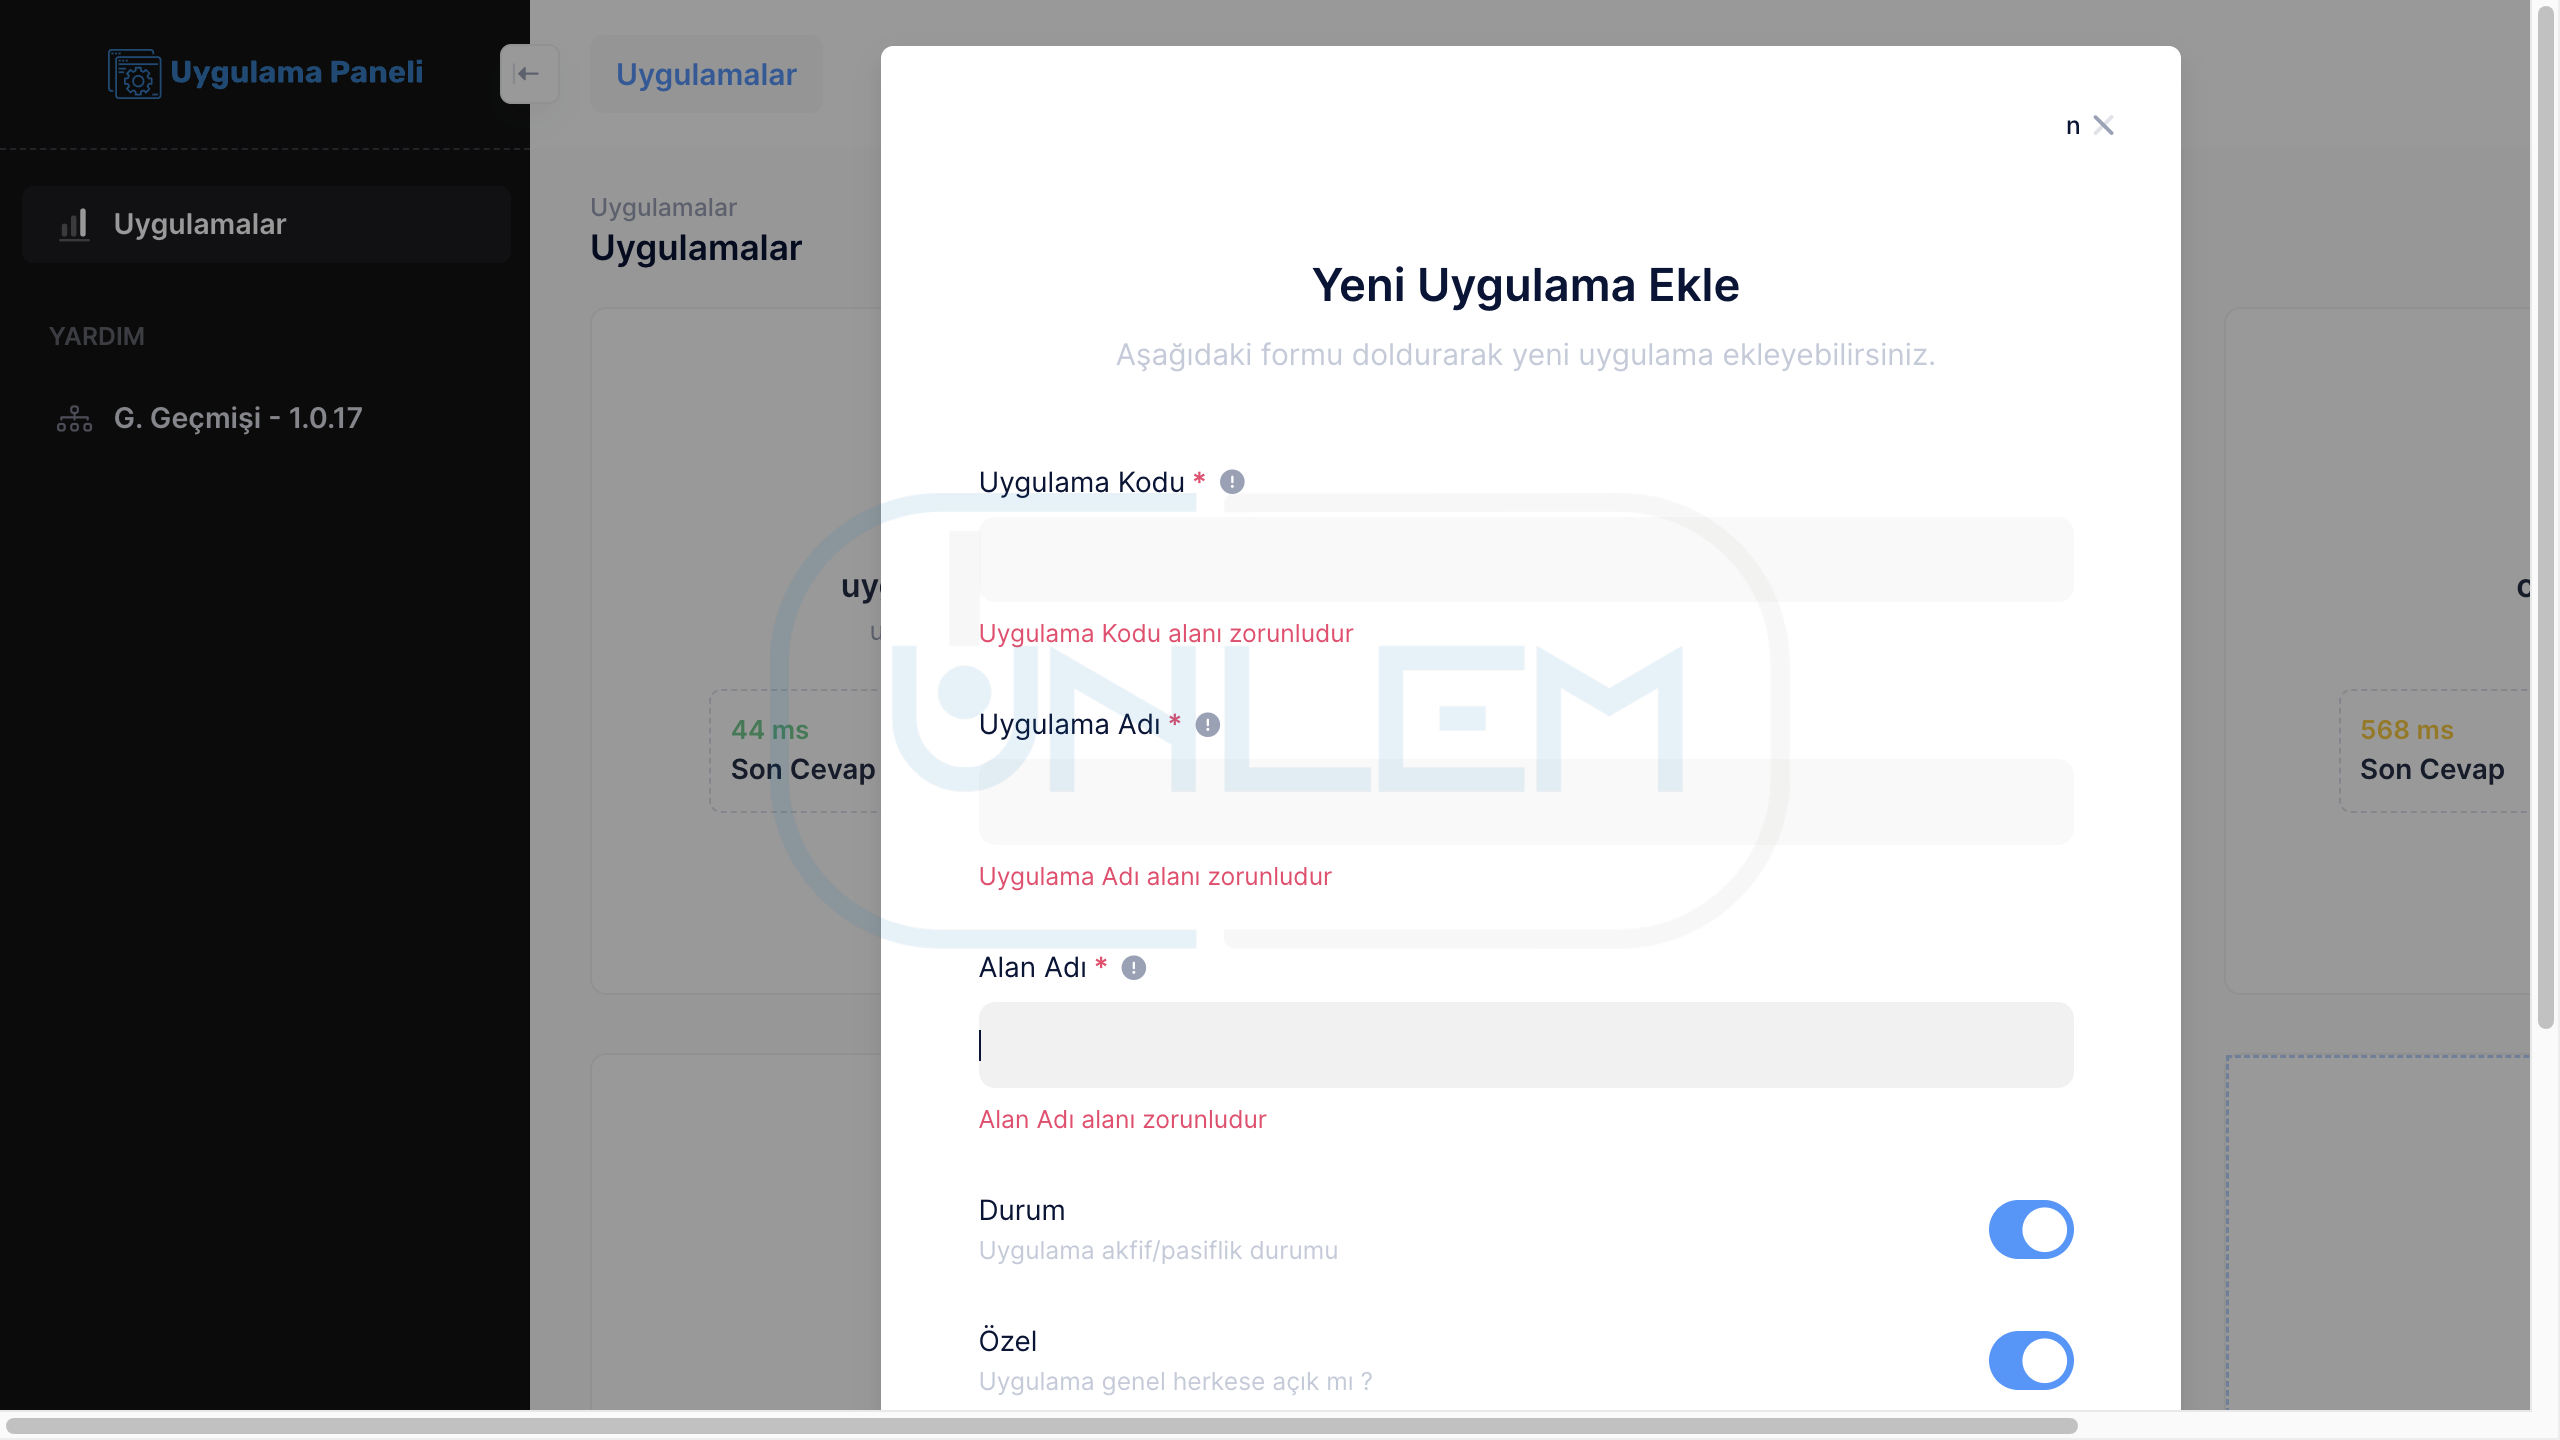 Uygulama Paneli
Uygulamalar
YARDIM
G. Geçmişi - 1.0.17
Uygulamalar
Uygulamalar
Uygulamalar
44 ms
Son Cevap
568 ms
Son Cevap
n
Yeni Uygulama Ekle
Aşağıdaki formu doldurarak yeni uygulama ekleyebilirsiniz.
Uygulama Kodu *
Uygulama Kodu alanı zorunludur
Uygulama Adı *
Uygulama Adı alanı zorunludur
Alan Adı *
Alan Adı alanı zorunludur
Durum
Uygulama akfif/pasiflik durumu
Özel
Uygulama genel herkese açık mı ?
UNLEM